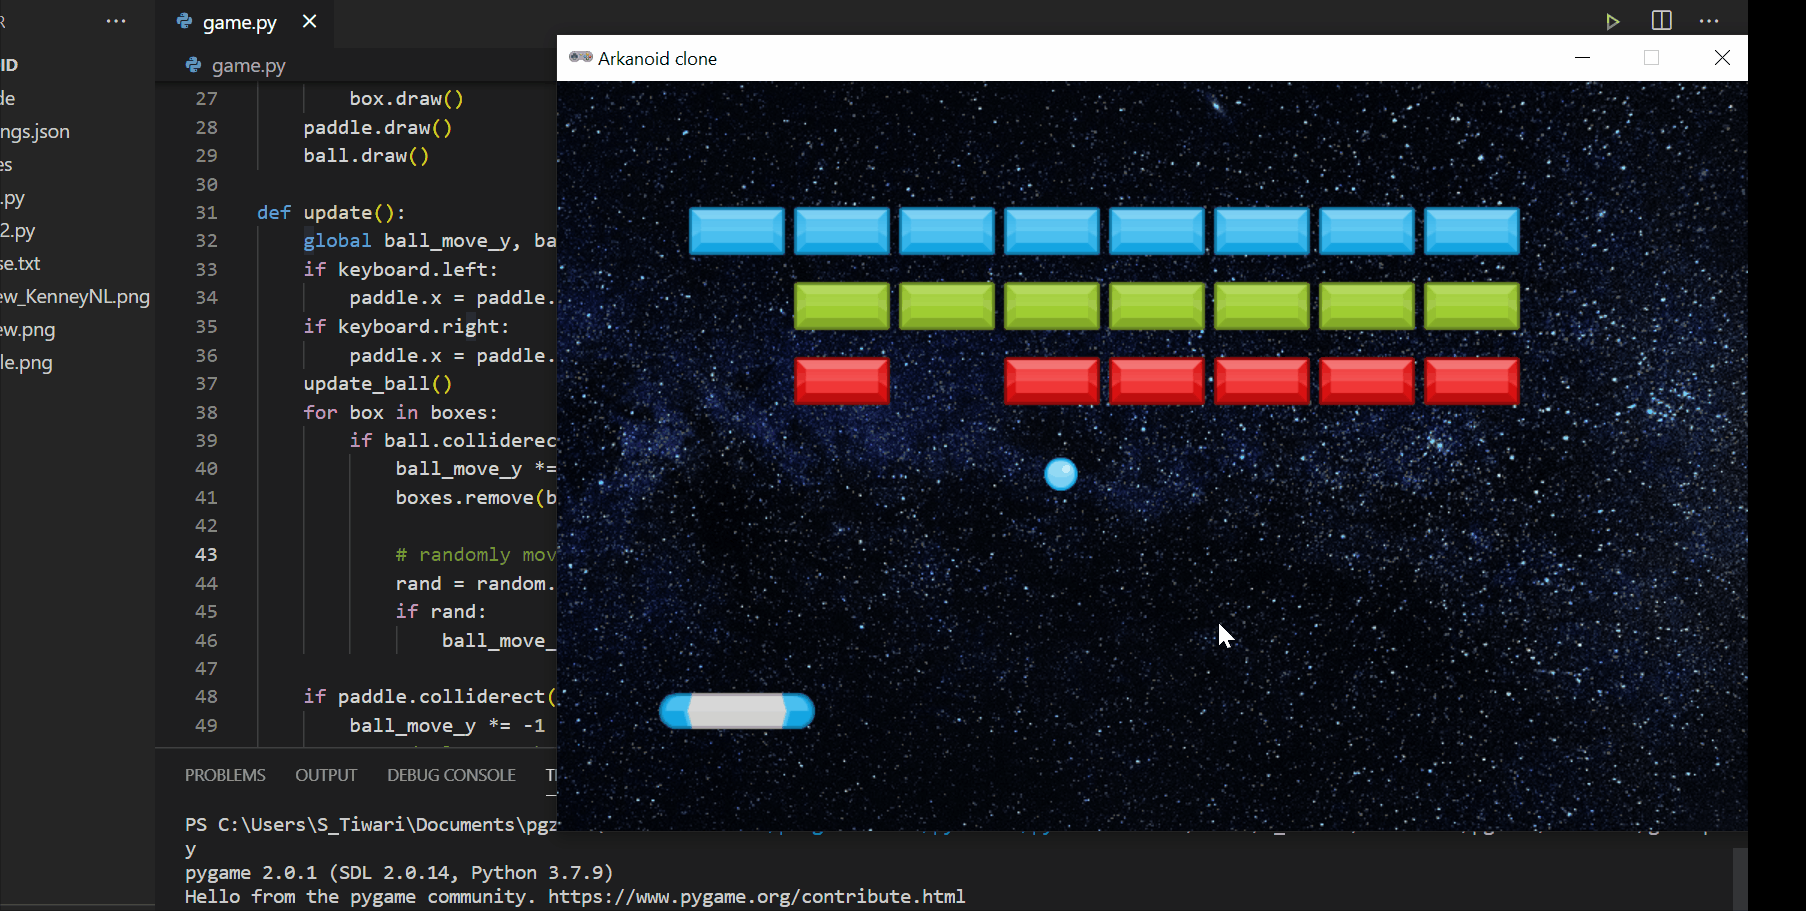 R ··· game.py ×
game.py
Arkanoid clone
ID
de
ngs.json
es
.py
2.py
se.txt
ew_KenneyNL.png
ew.png
le.png
27 box.draw()
28 paddle.draw()
29 ball.draw()
30
31 def update():
32 global ball_move_y, ba
33 if keyboard.left:
34 paddle.x = paddle.
35 if keyboard.right:
36 paddle.x = paddle.
37 update_ball()
38 for box in boxes:
39 if ball.colliderec
40 ball_move_y *=
41 boxes.remove(b
42
43 # randomly mov
44 rand = random.
45 if rand:
46 ball_move_
47
48 if paddle.colliderect(
49 ball_move_y *= -1
PROBLEMS OUTPUT DEBUG CONSOLE
PS C:\Users\S_Tiwari\Documents\pgz
y
pygame 2.0.1 (SDL 2.0.14, Python 3.7.9)
Hello from the pygame community. https://www.pygame.org/contribute.html